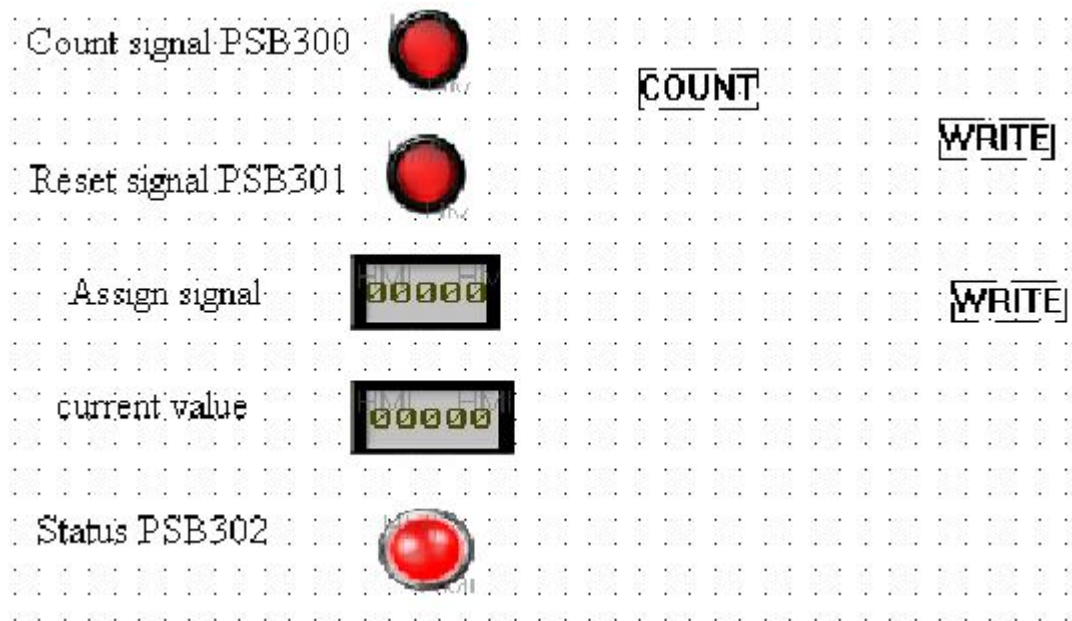 Count signal PSB300
COUNT
WRITE
Reset signal PSB301
Assign signal
00000
WRITE
current value
00000
Status PSB302